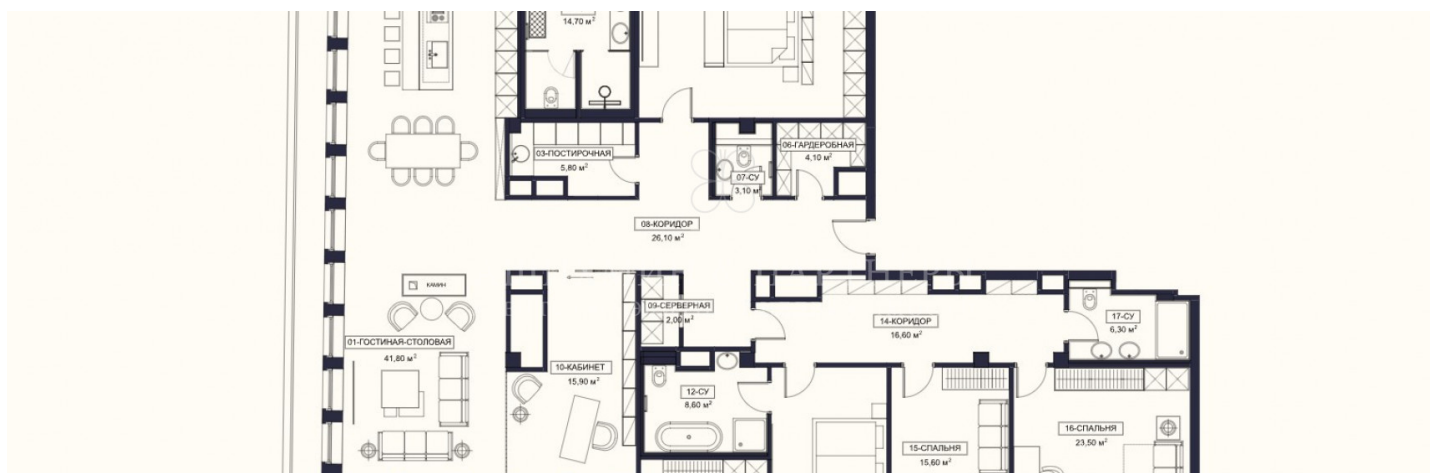 14,70 м²
03-ПОСТИРОЧНАЯ
5,80 м²
06-ГАРДЕРОБНАЯ
4,10 м²
07-СУ
3,10 м²
08-КОРИДОР
26,10 м²
КАМИН
09-СЕРВЕРНАЯ
2,00 м²
14-КОРИДОР
16,60 м²
17-СУ
6,30 м²
01-ГОСТИНАЯ-СТОЛОВАЯ
41,80 м²
10-КАБИНЕТ
15,90 м²
12-СУ
8,60 м²
15-СПАЛЬНЯ
15,60 м²
16-СПАЛЬНЯ
23,50 м²